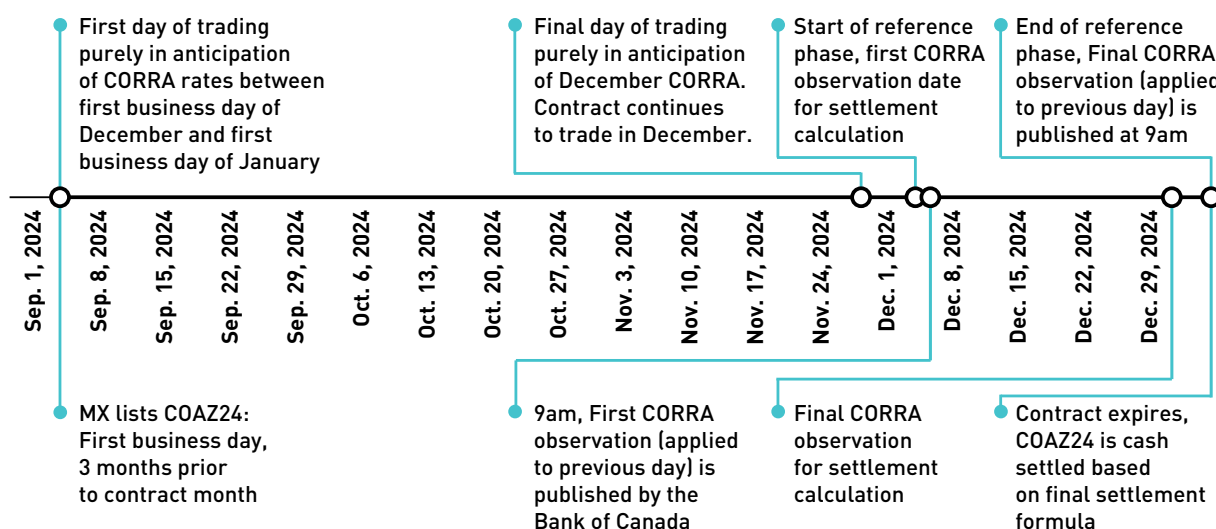 First day of trading
purely in anticipation
of CORRA rates between
first business day of
December and first
business day of January
Final day of trading
purely in anticipation
of December CORRA.
Contract continues
to trade in December.
Start of reference
phase, first CORRA
observation date
for settlement
calculation
End of reference
phase, Final CORRA
observation (applied
to previous day) is
published at 9am
Sep. 1, 2024
Sep. 8, 2024
Sep. 15, 2024
Sep. 22, 2024
Sep. 29, 2024
Oct. 6, 2024
Oct. 13, 2024
Oct. 20, 2024
Oct. 27, 2024
Nov. 3, 2024
Nov. 10, 2024
Nov. 17, 2024
Nov. 24, 2024
Dec. 1, 2024
Dec. 8, 2024
Dec. 15, 2024
Dec. 22, 2024
Dec. 29, 2024
MX lists COAZ24:
First business day,
3 months prior
to contract month
9am, First CORRA
observation (applied
to previous day) is
published by the
Bank of Canada
Final CORRA
observation
for settlement
calculation
Contract expires,
COAZ24 is cash
settled based
on final settlement
formula